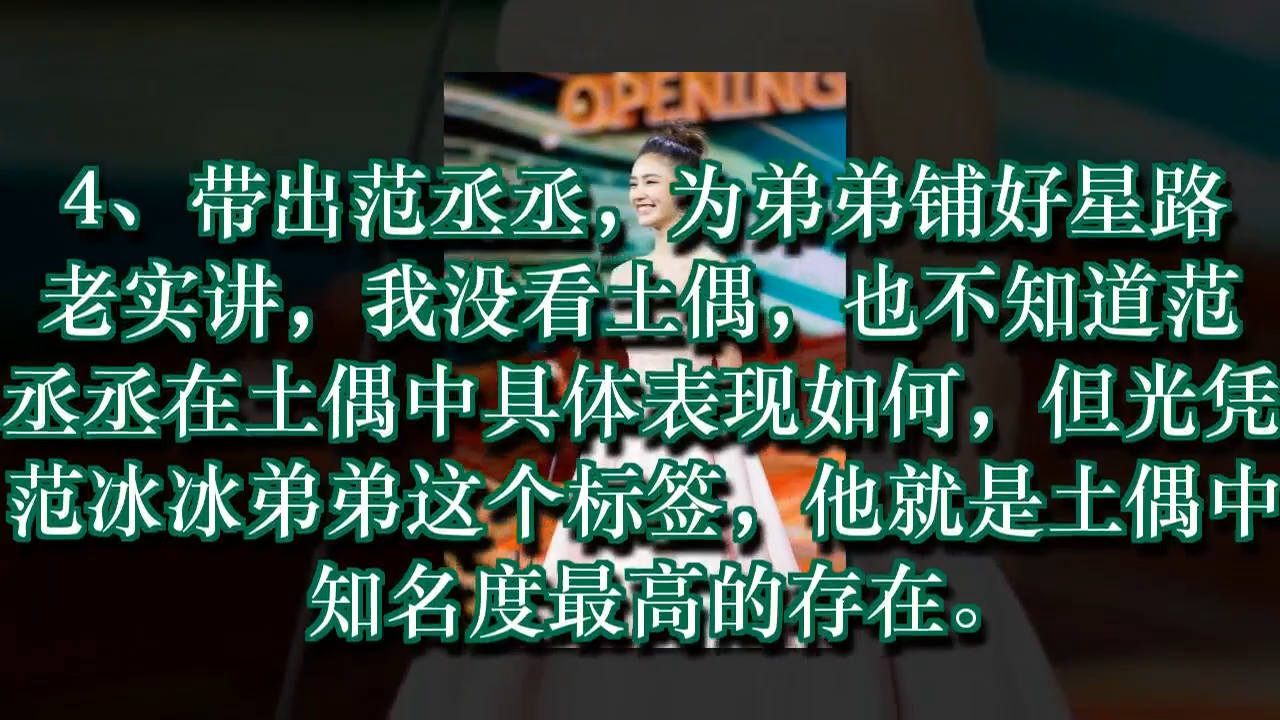 OPENING
4、带出范丞丞，为弟弟铺好星路
老实讲，我没看土偶，也不知道范
丞丞在土偶中具体表现如何，但光凭
范冰冰弟弟这个标签，他就是土偶中
知名度最高的存在。